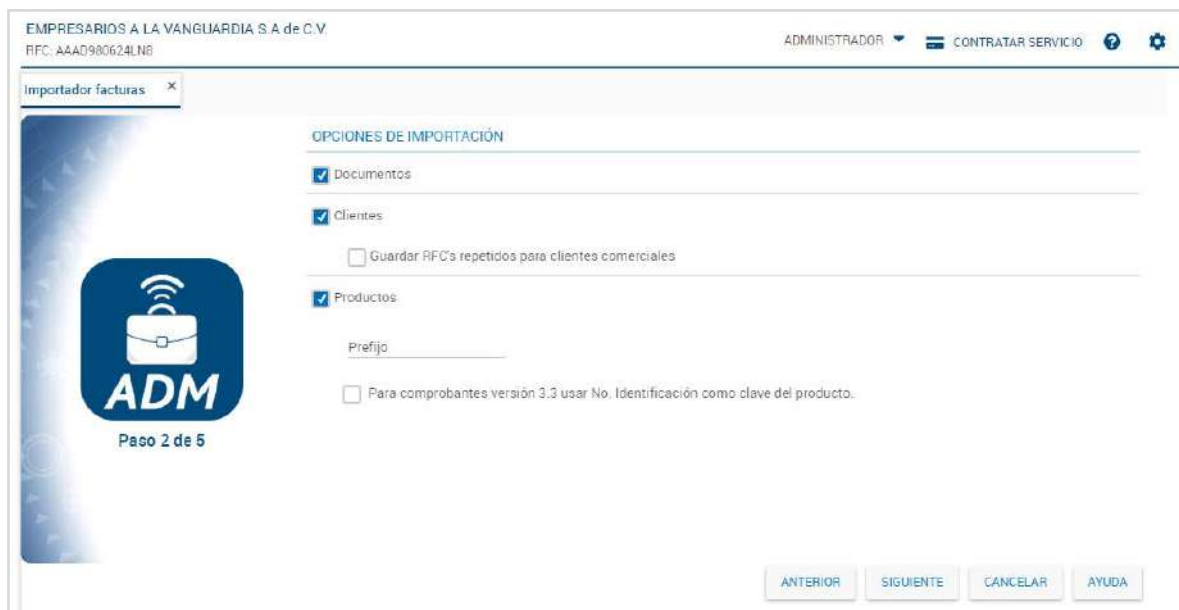 EMPRESARIOS A LA VANGUARDIA S.A de C.V.
RFC: AAAD980624LN8
ADMINISTRADOR
CONTRATAR SERVICIO
Importador facturas
OPCIONES DE IMPORTACIÓN
Documentos
Clientes
Guardar RFC's repetidos para clientes comerciales
Productos
Prefijo
Para comprobantes versión 3.3 usar No. Identificación como clave del producto.
ADM
Paso 2 de 5
ANTERIOR
SIGUIENTE
CANCELAR
AYUDA